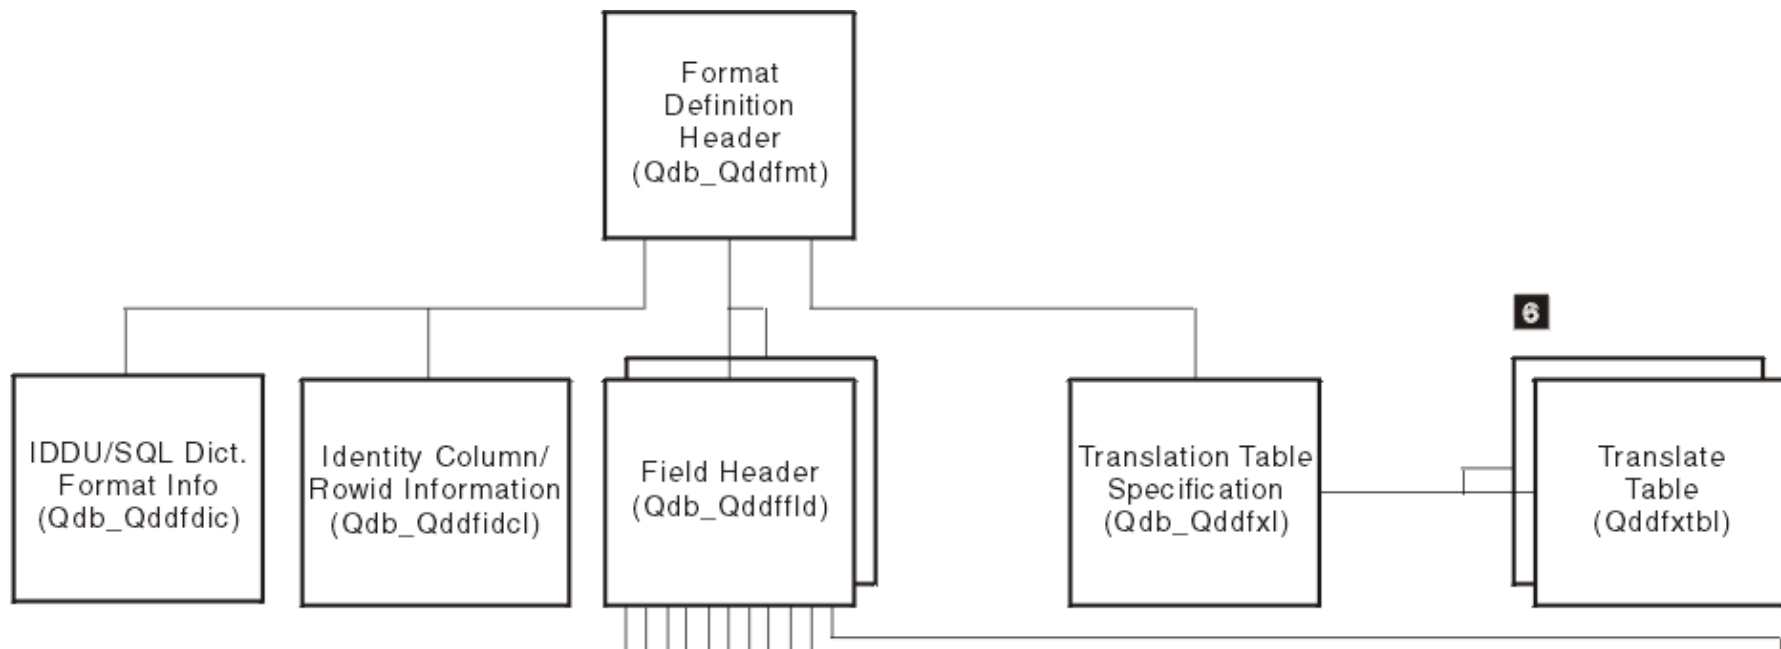 Format
Definition
Header
(Qdb_Qddfmt)
6
IDDU/SQL Dict.
Format Info
(Qdb_Qddfdic)
Identity Column/
Rowid Information
(Qdb_Qddfidcl)
Field Header
(Qdb_Qddffld)
Translation Table
Specification
(Qdb_Qddfxl)
Translate
Table
(Qddfxtbl)